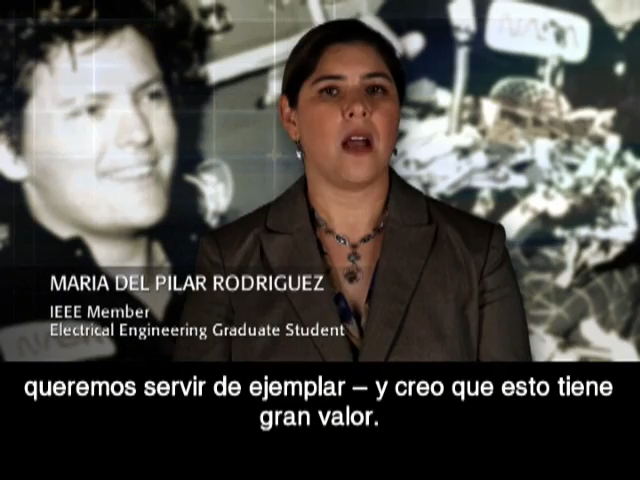 MARIA DEL PILAR RODRIGUEZ
IEEE Member
Electrical Engineering Graduate Student
queremos servir de ejemplar – y creo que esto tiene
gran valor.